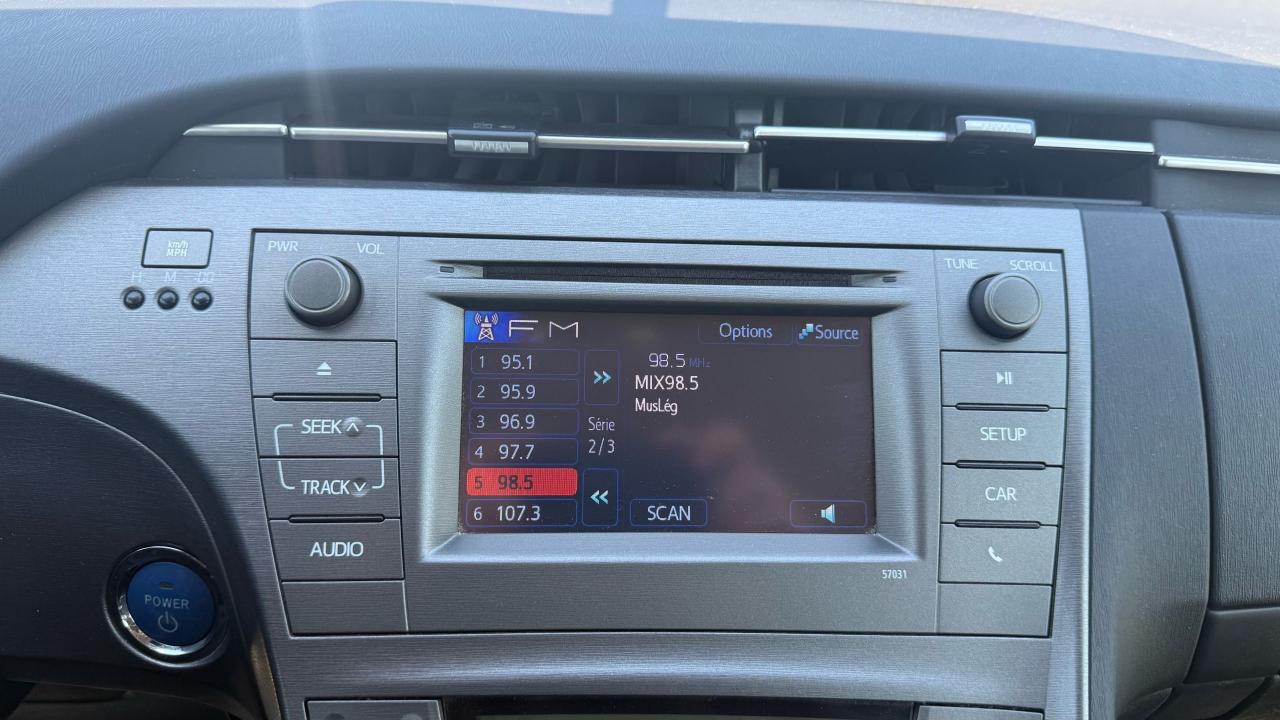 km/h
MPH
H M
PWR VOL
TUNE SCROLL
FM
Options
Source
1 95.1
2 95.9
3 96.9
4 97.7
5 98.5
6 107.3
Série
2/3
98.5 MHz
MIX98.5
MusLég
SCAN
SEEK
TRACK
AUDIO
SETUP
CAR
57031
POWER